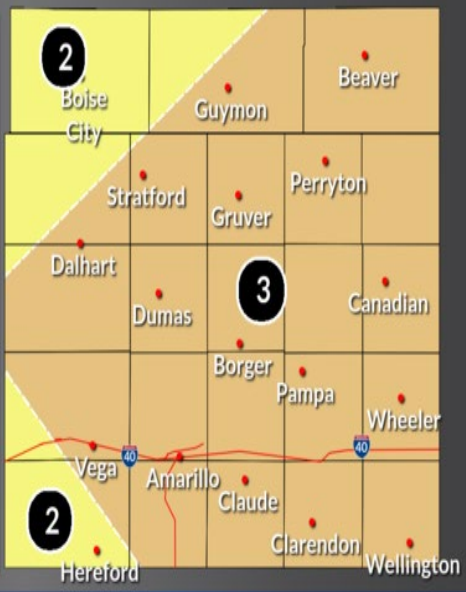 2
Boise
City
Guymon
Beaver
Stratford
Gruver
Perryton
Dalhart
Dumas
3
Canadian
Borger
Pampa
Wheeler
40
40
Vega
Amarillo
Claude
2
Clarendon
Hereford
Wellington